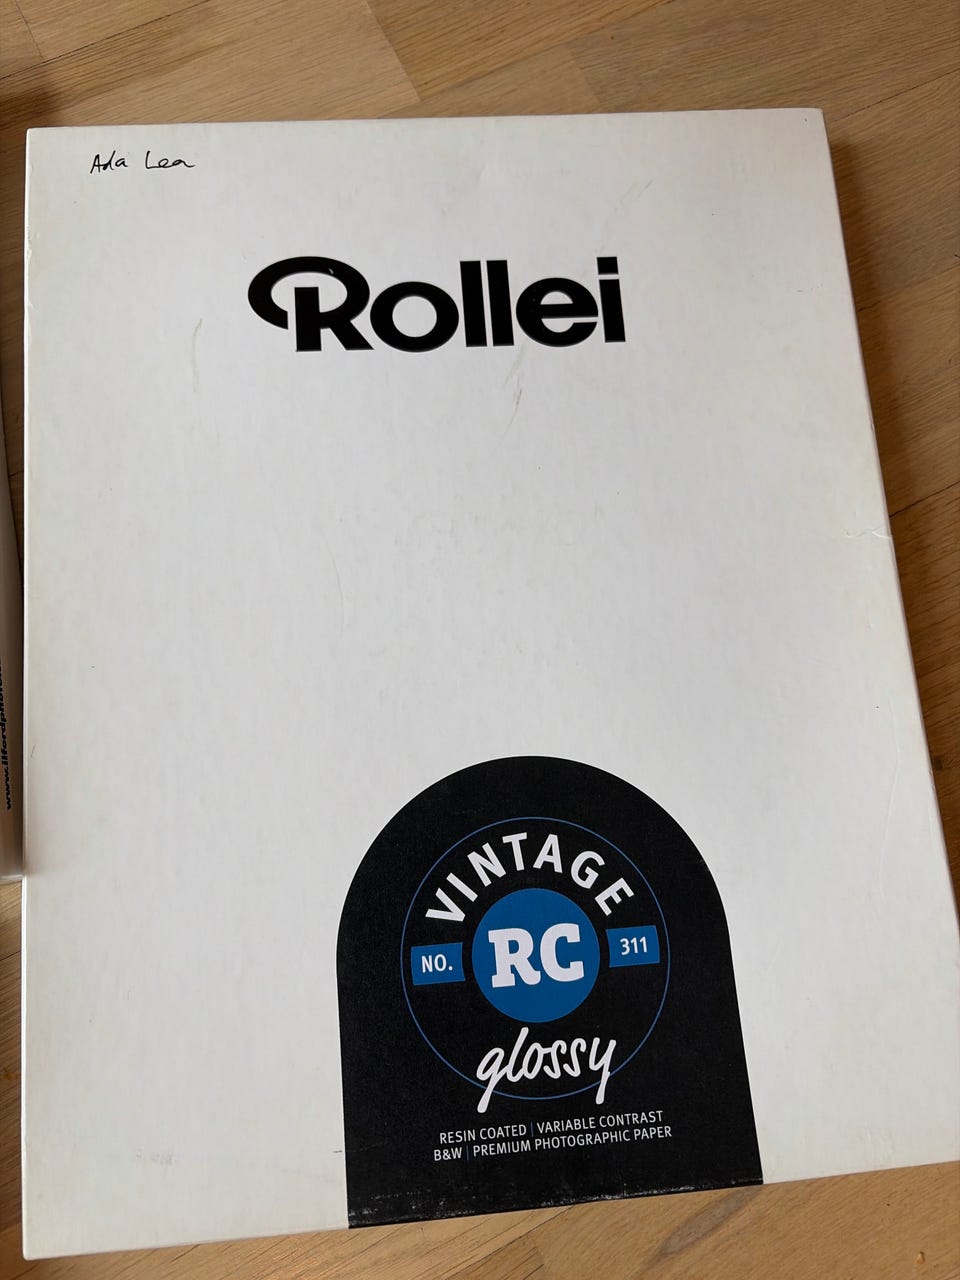 Ada Lea
Rollei
VINTAGE
NO. RC 311
glossy
RESIN COATED | VARIABLE CONTRAST
B&W | PREMIUM PHOTOGRAPHIC PAPER